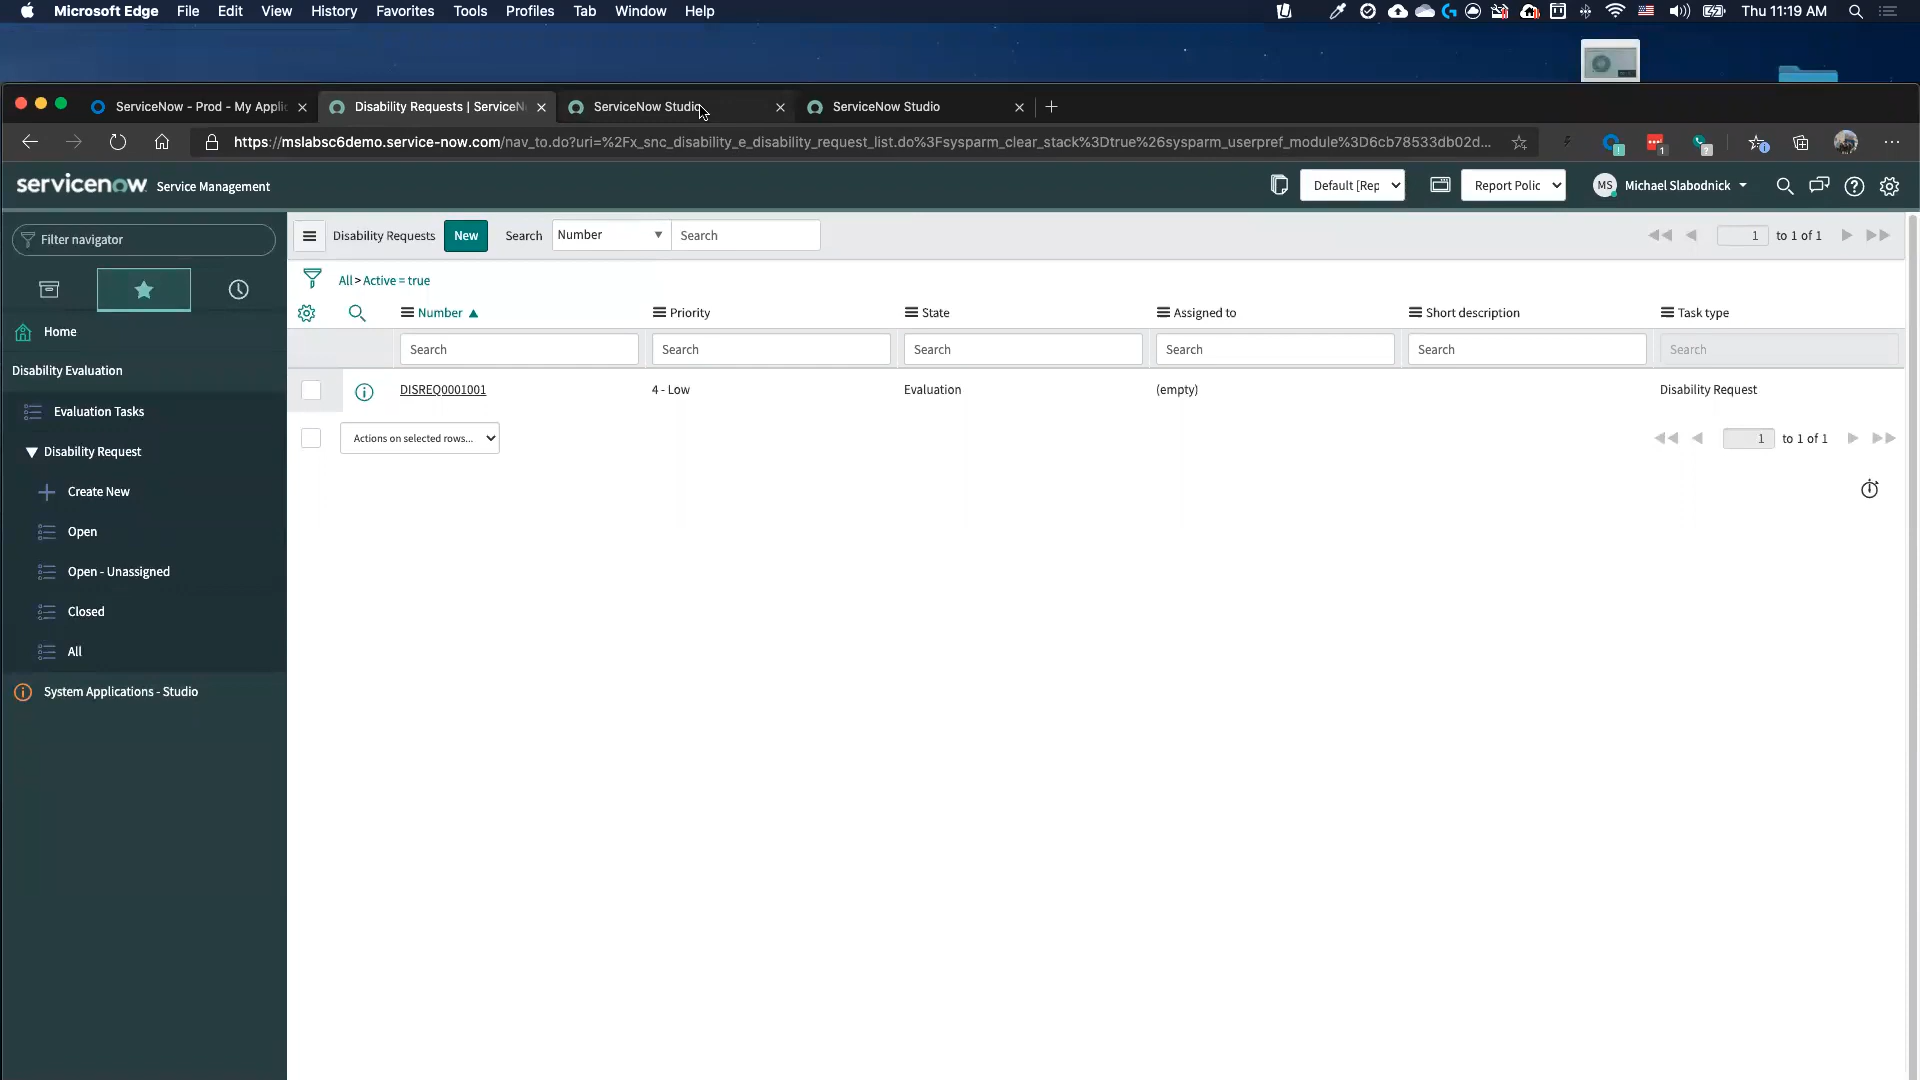 Microsoft Edge File Edit View History Favorites Tools Profiles Tab Window Help Thu 11:19 AM
ServiceNow - Prod - My Applic Disability Requests | ServiceN ServiceNow Studio ServiceNow Studio
https://mslabsc6demo.service-now.com/nav_to.do?uri=%2Fx_snc_disability_e_disability_request_list.do%3Fsysparm_clear_stack%3Dtrue%26sysparm_userpref_module%3D6cb78533db02d...
servicenow Service Management Default [Rep Report Polic MS Michael Slabodnick
Filter navigator
Disability Requests New Search Number Search 1 to 1 of 1
All > Active = true
Number Priority State Assigned to Short description Task type
Search Search Search Search Search Search
DISREQ0001001 4 - Low Evaluation (empty) Disability Request
Actions on selected rows... 1 to 1 of 1
Home
Disability Evaluation
Evaluation Tasks
Disability Request
Create New
Open
Open - Unassigned
Closed
All
System Applications - Studio